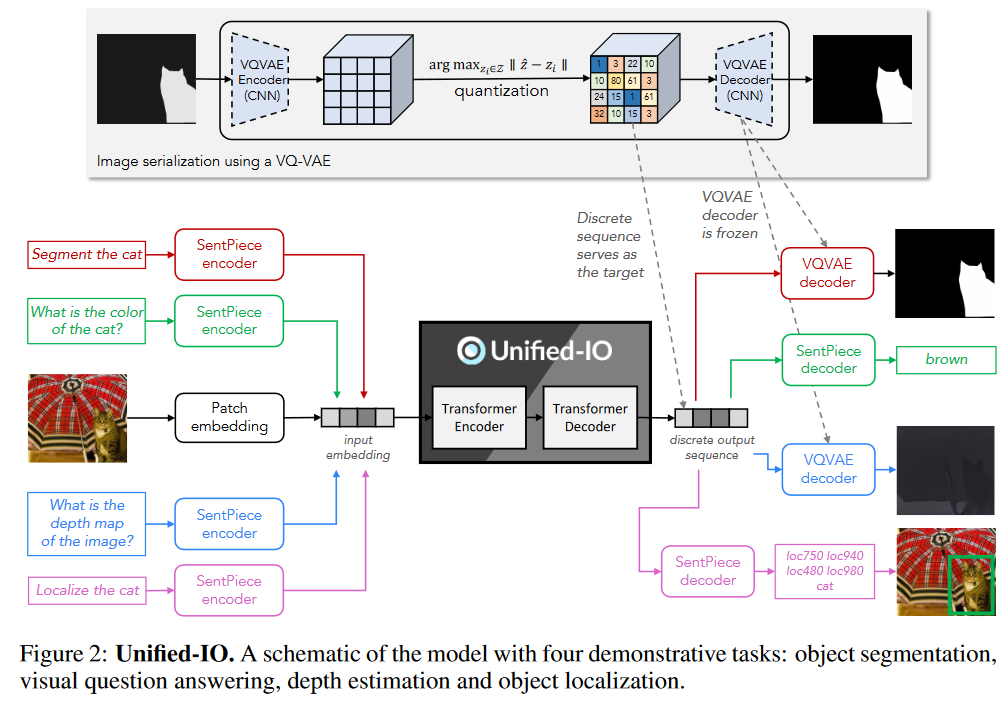 VQVAE
Encoder
(CNN)
arg max_{z_i∈Z} ‖ ẑ − z_i ‖
quantization
1 3 22 10
10 80 61 3
24 15 1 61
32 10 15 3
VQVAE
Decoder
(CNN)
Image serialization using a VQ-VAE
Discrete
sequence
serves as
the target
VQVAE
decoder
is frozen
Segment the cat
SentPiece
encoder
VQVAE
decoder
What is the color
of the cat?
SentPiece
encoder
Unified-IO
SentPiece
decoder
brown
Patch
embedding
input
embedding
Transformer
Encoder
Transformer
Decoder
discrete output
sequence
VQVAE
decoder
What is the
depth map
of the image?
SentPiece
encoder
Localize the cat
SentPiece
encoder
SentPiece
decoder
loc750 loc940
loc480 loc980
cat
Figure 2: Unified-IO. A schematic of the model with four demonstrative tasks: object segmentation,
visual question answering, depth estimation and object localization.